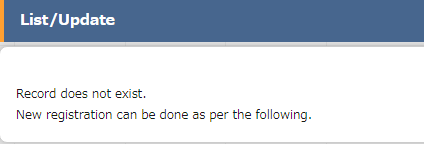 List/Update
Record does not exist.
New registration can be done as per the following.